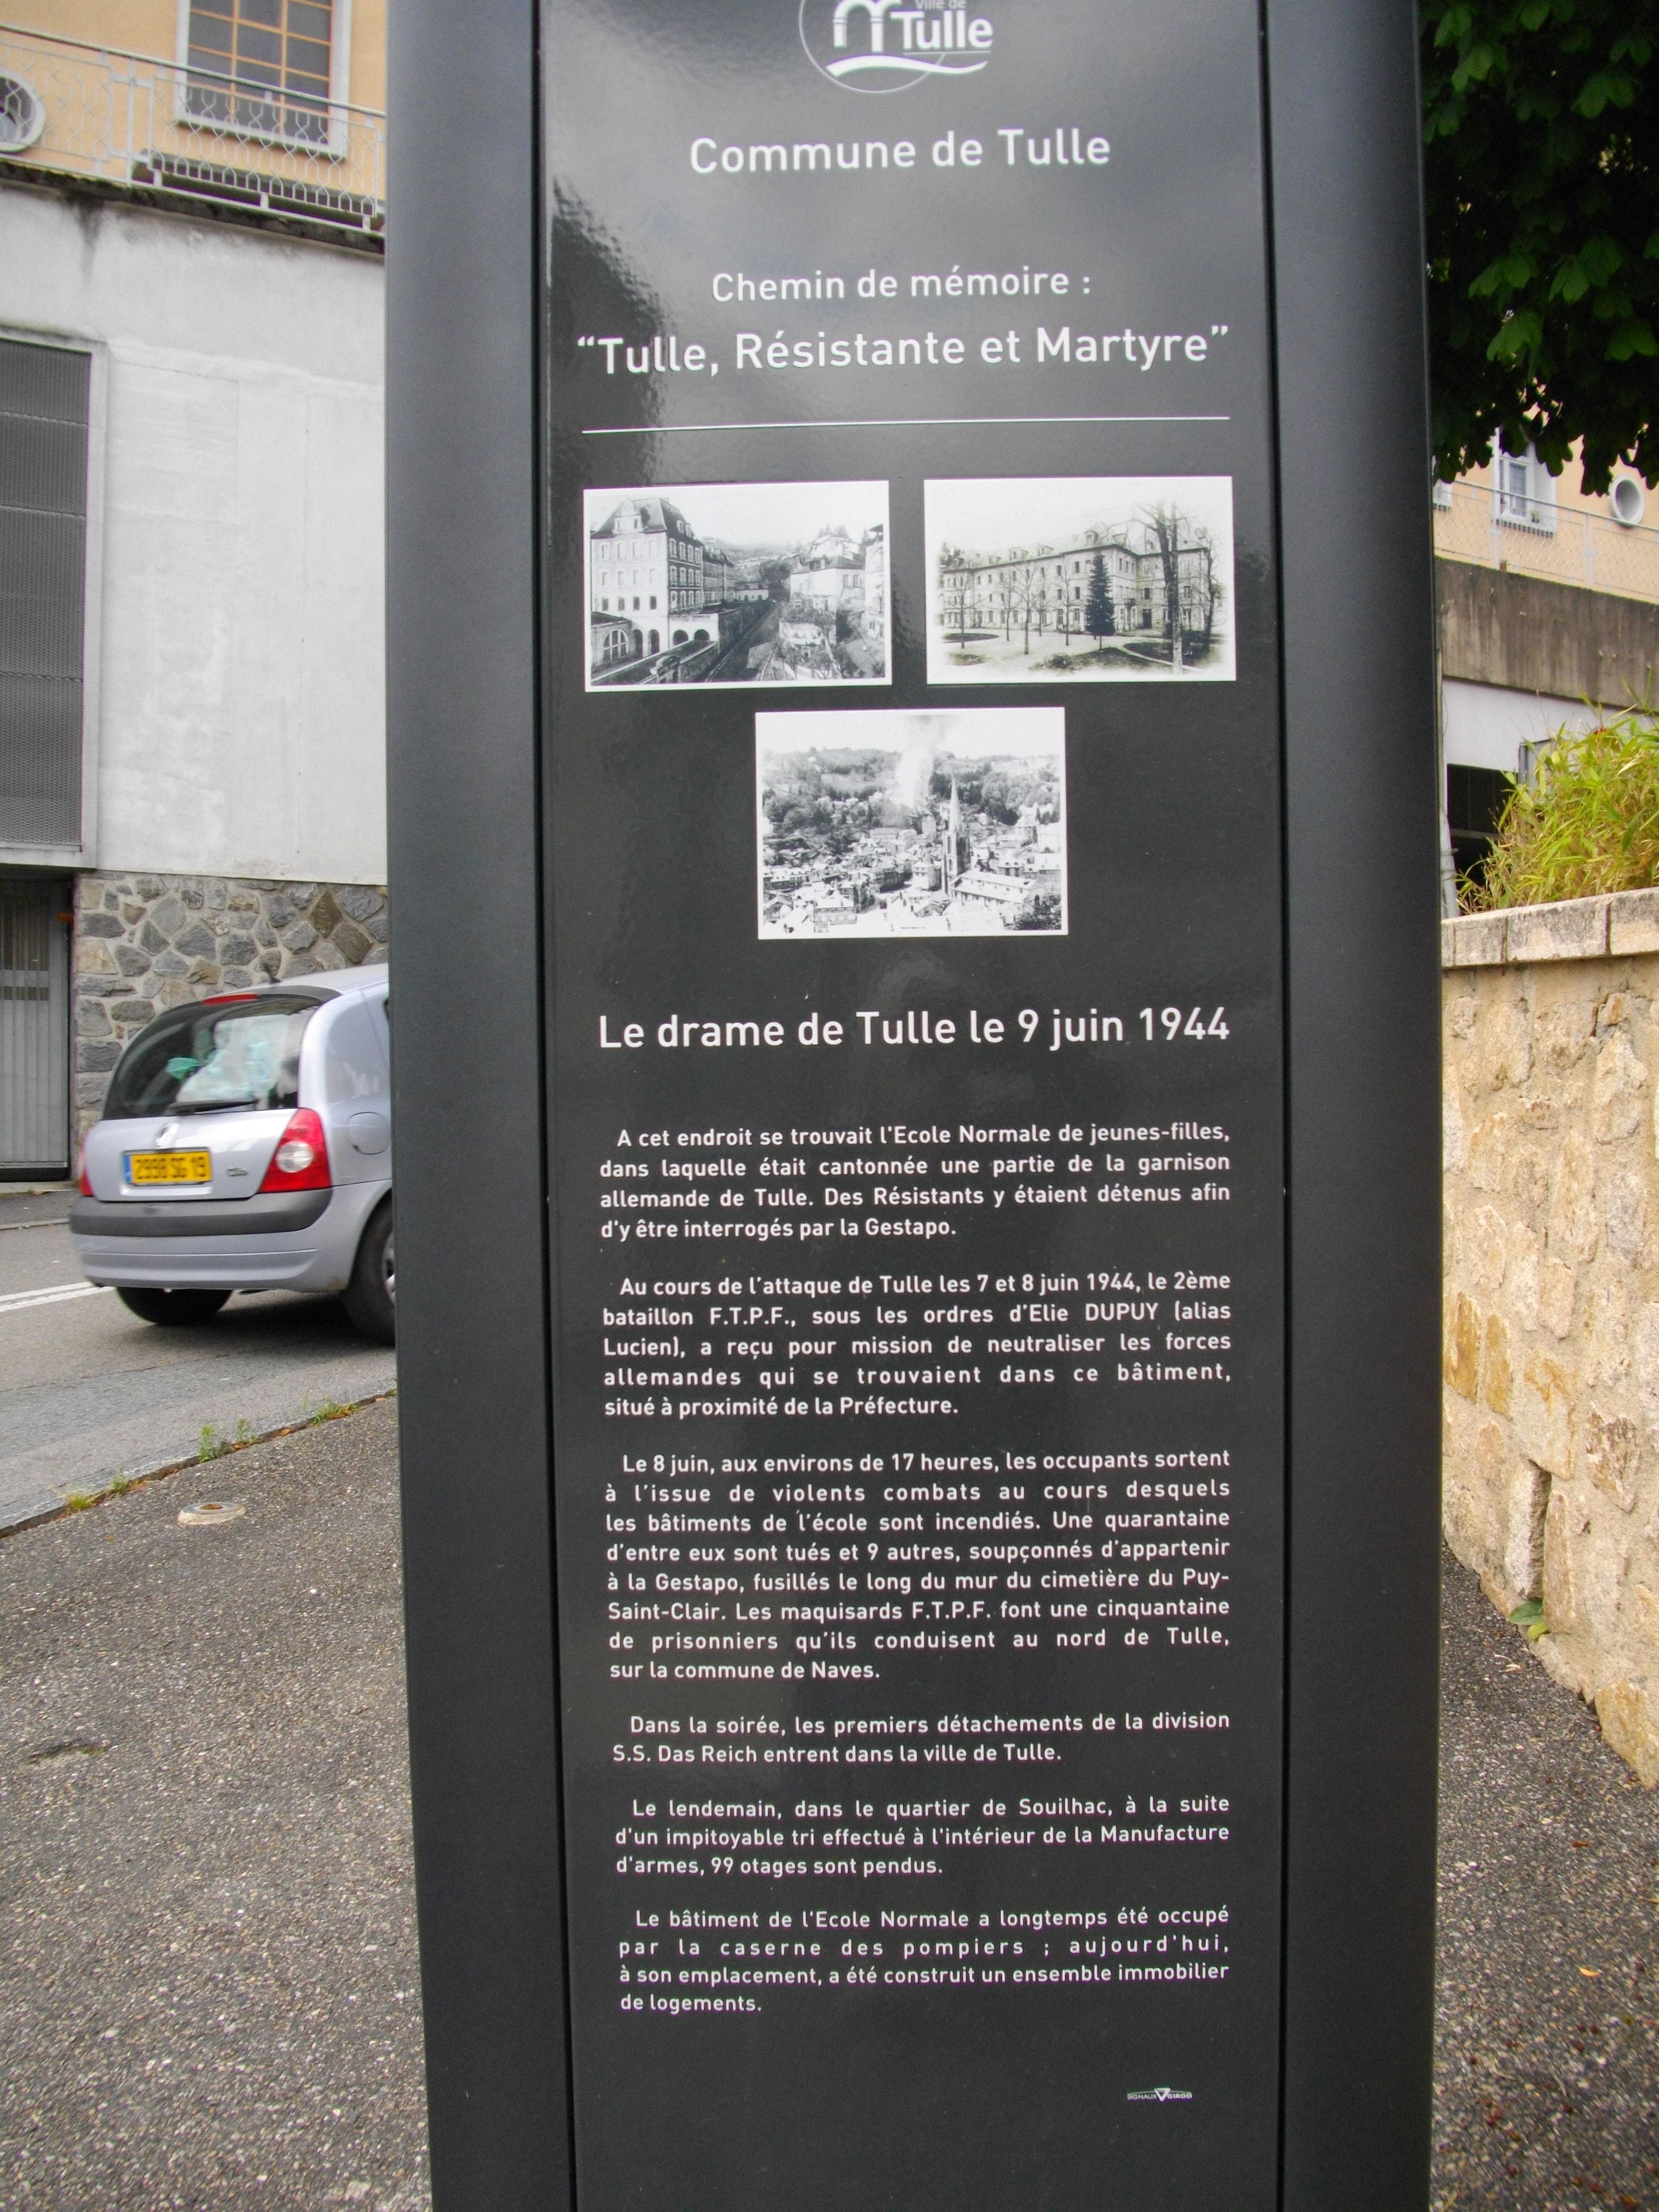 Ville de
Tulle
Commune de Tulle
Chemin de mémoire :
“Tulle, Résistante et Martyre”
Le drame de Tulle le 9 juin 1944
A cet endroit se trouvait l'Ecole Normale de jeunes-filles,
dans laquelle était cantonnée une partie de la garnison
allemande de Tulle. Des Résistants y étaient détenus afin
d'y être interrogés par la Gestapo.
Au cours de l’attaque de Tulle les 7 et 8 juin 1944, le 2ème
bataillon F.T.P.F., sous les ordres d’Elie DUPUY (alias
Lucien), a reçu pour mission de neutraliser les forces
allemandes qui se trouvaient dans ce bâtiment,
situé à proximité de la Préfecture.
Le 8 juin, aux environs de 17 heures, les occupants sortent
à l’issue de violents combats au cours desquels
les bâtiments de l’école sont incendiés. Une quarantaine
d’entre eux sont tués et 9 autres, soupçonnés d’appartenir
à la Gestapo, fusillés le long du mur du cimetière du Puy-
Saint-Clair. Les maquisards F.T.P.F. font une cinquantaine
de prisonniers qu’ils conduisent au nord de Tulle,
sur la commune de Naves.
Dans la soirée, les premiers détachements de la division
S.S. Das Reich entrent dans la ville de Tulle.
Le lendemain, dans le quartier de Souilhac, à la suite
d'un impitoyable tri effectué à l'intérieur de la Manufacture
d'armes, 99 otages sont pendus.
Le bâtiment de l'Ecole Normale a longtemps été occupé
par la caserne des pompiers ; aujourd'hui,
à son emplacement, a été construit un ensemble immobilier
de logements.
SIGNAUX GIROD
2998 SG 19
Clio